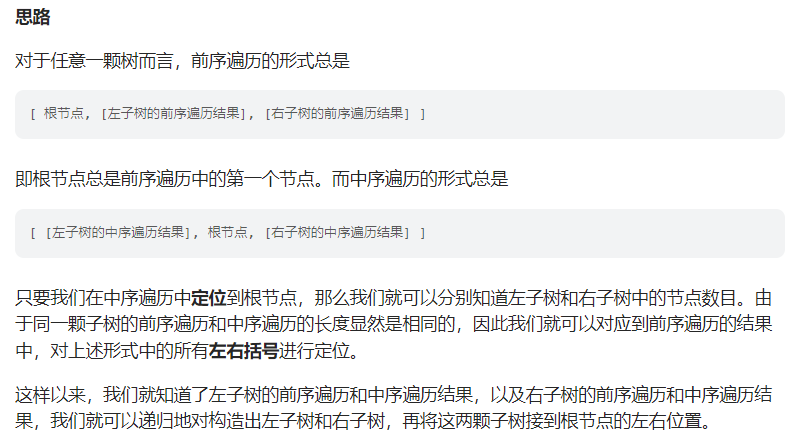 思路
对于任意一颗树而言，前序遍历的形式总是
[ 根节点, [左子树的前序遍历结果], [右子树的前序遍历结果] ]
即根节点总是前序遍历中的第一个节点。而中序遍历的形式总是
[ [左子树的中序遍历结果], 根节点, [右子树的中序遍历结果] ]
只要我们在中序遍历中定位到根节点，那么我们就可以分别知道左子树和右子树中的节点数目。由
于同一颗子树的前序遍历和中序遍历的长度显然是相同的，因此我们就可以对应到前序遍历的结果
中，对上述形式中的所有左右括号进行定位。
这样以来，我们就知道了左子树的前序遍历和中序遍历结果，以及右子树的前序遍历和中序遍历结
果，我们就可以递归地对构造出左子树和右子树，再将这两颗子树接到根节点的左右位置。